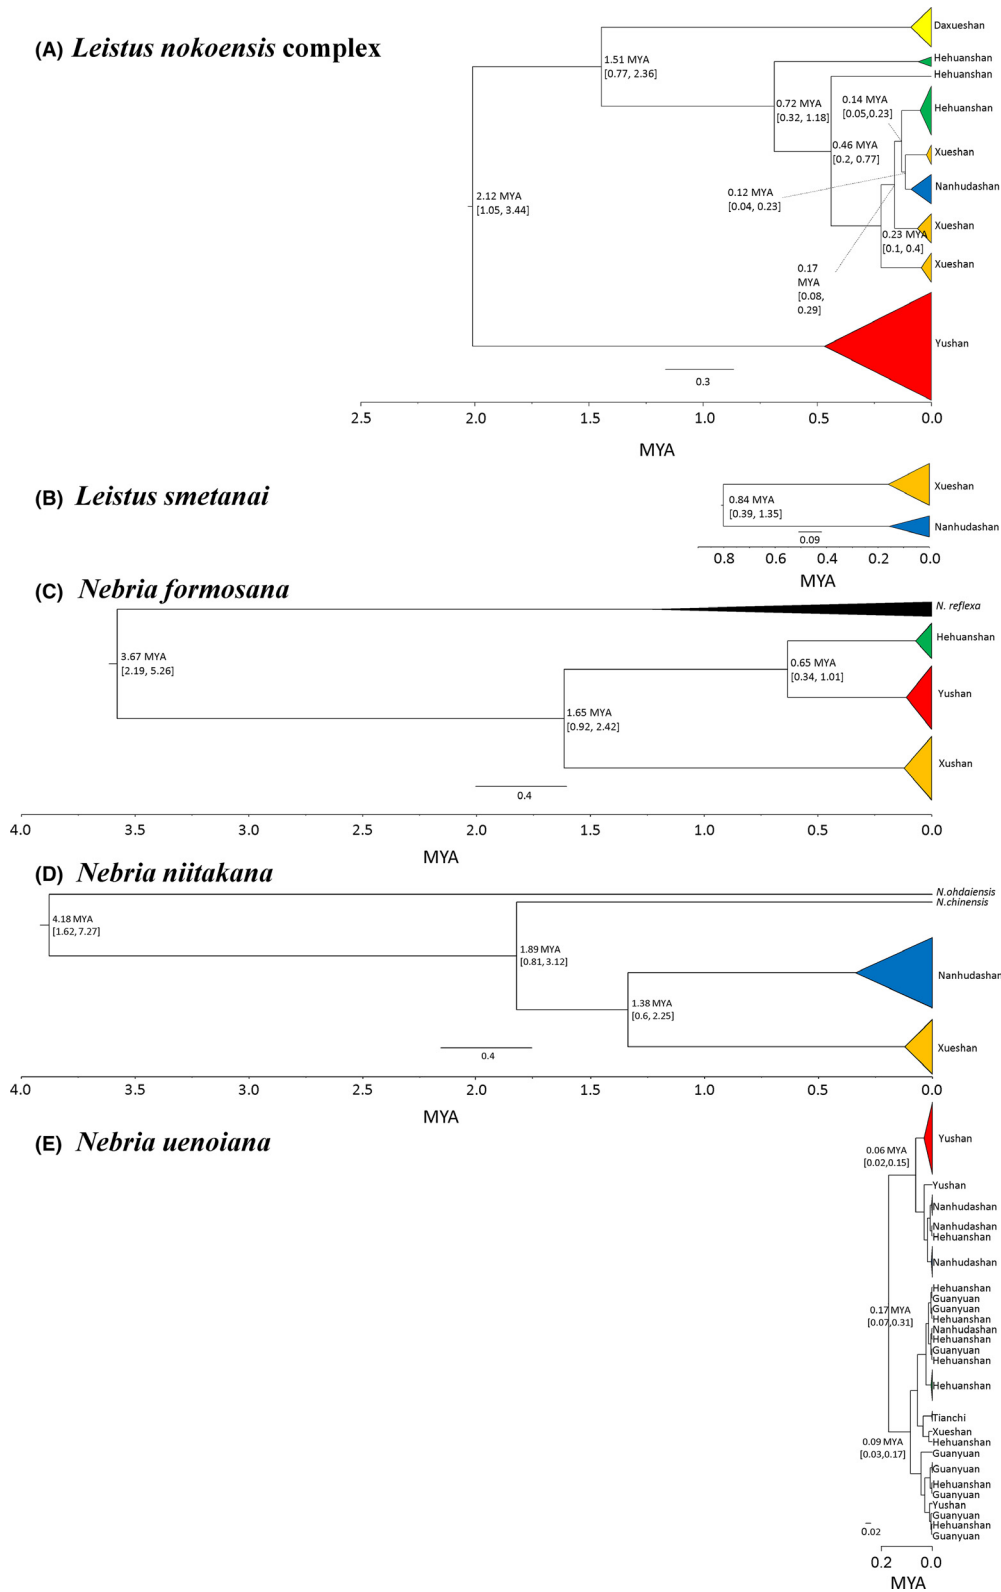 (A) Leistus nokoensis complex
Daxueshan
1.51 MYA
[0.77, 2.36]
Hehuanshan
Hehuanshan
0.72 MYA
[0.32, 1.18]
0.14 MYA
[0.05,0.23]
Hehuanshan
0.46 MYA
[0.2, 0.77]
Xueshan
Nanhudashan
0.12 MYA
[0.04, 0.23]
2.12 MYA
[1.05, 3.44]
Xueshan
0.23 MYA
[0.1, 0.4]
Xueshan
0.17
MYA
[0.08,
0.29]
Yushan
0.3
2.5 2.0 1.5 1.0 0.5 0.0
MYA
(B) Leistus smetanai
Xueshan
0.84 MYA
[0.39, 1.35]
Nanhudashan
0.09
0.8 0.6 0.4 0.2 0.0
MYA
(C) Nebria formosana
N. reflexa
Hehuanshan
3.67 MYA
[2.19, 5.26]
0.65 MYA
[0.34, 1.01]
Yushan
1.65 MYA
[0.92, 2.42]
Xushan
0.4
4.0 3.5 3.0 2.5 2.0 1.5 1.0 0.5 0.0
MYA
(D) Nebria niitakana
N.ohdaiensis
N.chinensis
4.18 MYA
[1.62, 7.27]
1.89 MYA
[0.81, 3.12]
Nanhudashan
1.38 MYA
[0.6, 2.25]
Xueshan
0.4
4.0 3.5 3.0 2.5 2.0 1.5 1.0 0.5 0.0
MYA
(E) Nebria uenoiana
Yushan
0.06 MYA
[0.02,0.15]
Yushan
Nanhudashan
Nanhudashan
Hehuanshan
Nanhudashan
Hehuanshan
Guanyuan
Guanyuan
0.17 MYA
[0.07,0.31]
Hehuanshan
Nanhudashan
Hehuanshan
Guanyuan
Hehuanshan
Hehuanshan
Tianchi
Xueshan
Hehuanshan
0.09 MYA
[0.03,0.17]
Guanyuan
Guanyuan
Hehuanshan
Guanyuan
Yushan
Guanyuan
Hehuanshan
Guanyuan
0.02
0.2 0.0
MYA